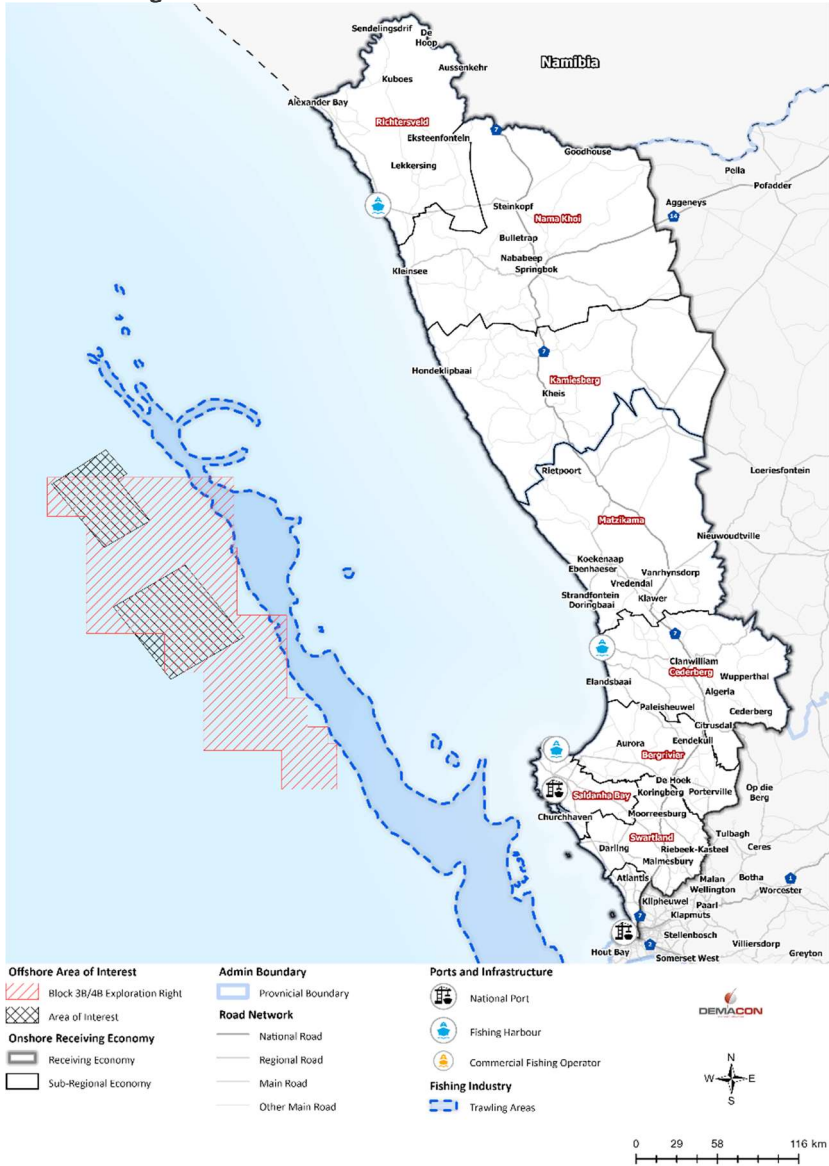 Sendelingsdrif
De
Hoop
Aussenkehr
Namibia
Kuboes
Alexander Bay
Richtersveld
7
Eksteenfontein
Goodhouse
Lekkersing
Pella
Pofadder
Steinkopf
Aggeneys
Nama Khoi
14
Bulletrap
Nababeep
Kleinsee
Springbok
7
Hondeklipbaai
Kamiesberg
Kheis
Rietpoort
Loeriesfontein
Matzikama
Nieuwoudtville
Koekenaap
Ebenhaeser
Vanrhynsdorp
Vredendal
Strandfontein
Klawer
Doringbaai
7
Clanwilliam
Cederberg
Wupperthal
Elandsbaai
Algeria
Paleisheuwel
Cederberg
Citrusdal
Aurora
Eendekuil
Bergrivier
De Hoek
Saldanha Bay
Koringberg
Porterville
Op die
Berg
Churchhaven
Moorreesburg
Swartland
Tulbagh
Darling
Riebeek-Kasteel
Ceres
Malmesbury
Atlantis
Malan
Botha
1
Wellington
Worcester
Klipheuwel
Paarl
7
Klapmuts
Stellenbosch
Hout Bay
2
Villiersdorp
Somerset West
Greyton
Offshore Area of Interest
Block 3B/4B Exploration Right
Area of Interest
Onshore Receiving Economy
Receiving Economy
Sub-Regional Economy
Admin Boundary
Provnicial Boundary
Road Network
National Road
Regional Road
Main Road
Other Main Road
Ports and Infrastructure
National Port
Fishing Harbour
Commercial Fishing Operator
Fishing Industry
Trawling Areas
DEMACON
N
W E
S
0 29 58 116 km